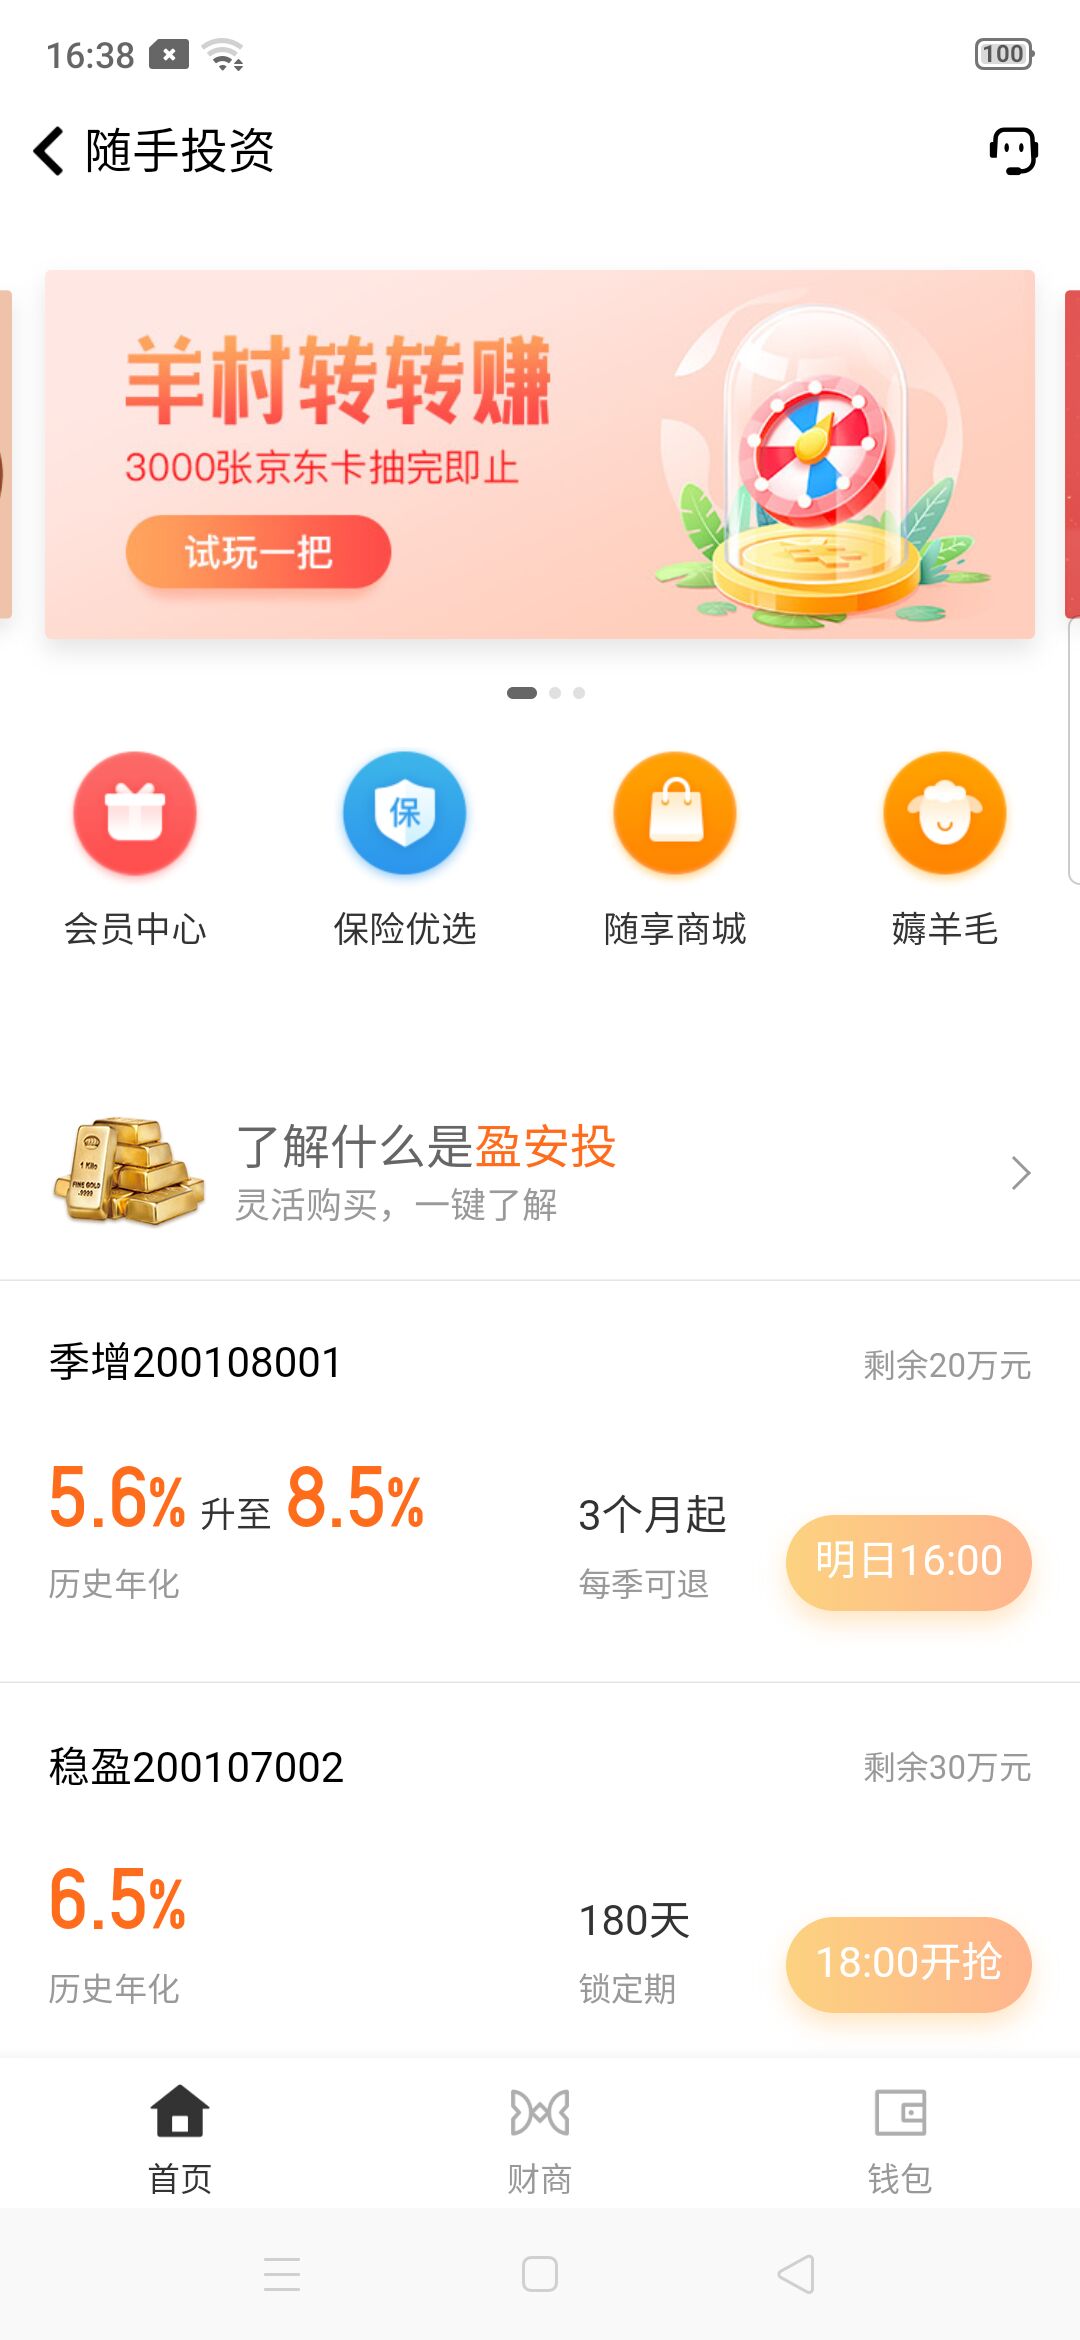 16:38
100
随手投资
羊村转转赚
3000张京东卡抽完即止
试玩一把
保
会员中心 保险优选 随享商城 薅羊毛
1 Kilo
FINE GOLD
.9999
了解什么是盈安投
灵活购买，一键了解
季增200108001 剩余20万元
5.6% 升至 8.5% 3个月起
明日16:00
历史年化 每季可退
稳盈200107002 剩余30万元
6.5% 180天
18:00开抢
历史年化 锁定期
首页 财商 钱包